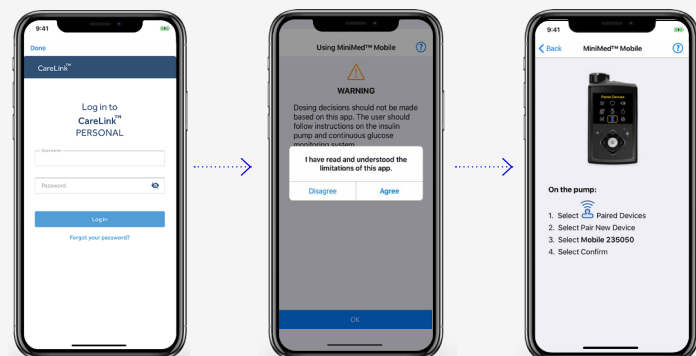 9:41
Done
CareLink™
Log in to
CareLink™
PERSONAL
Username
Password
Log in
Forgot your password?
Using MiniMed™ Mobile
?
WARNING
Dosing decisions should not be made
based on this app. The user should
follow instructions on the insulin
pump and continuous glucose
monitoring system
I have read and understood the
limitations of this app.
Disagree
Agree
OK
9:41
Back
MiniMed™ Mobile
?
Paired Devices
On the pump:
1. Select Paired Devices
2. Select Pair New Device
3. Select Mobile 235050
4. Select Confirm